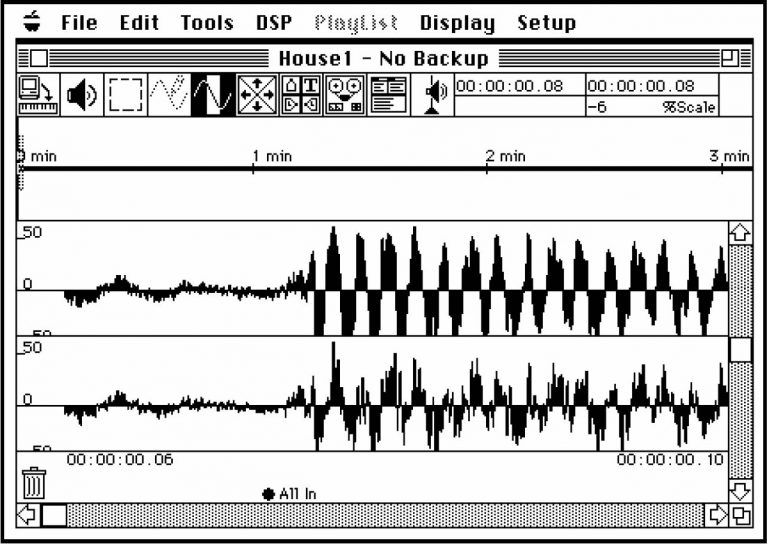 File Edit Tools DSP PlayList Display Setup
House1 - No Backup
T
00:00:00.08 00:00:00.08
-6 %Scale
0 min 1 min 2 min 3 min
50
0
50
50
0
50
00:00:00.06 00:00:00.10
All In